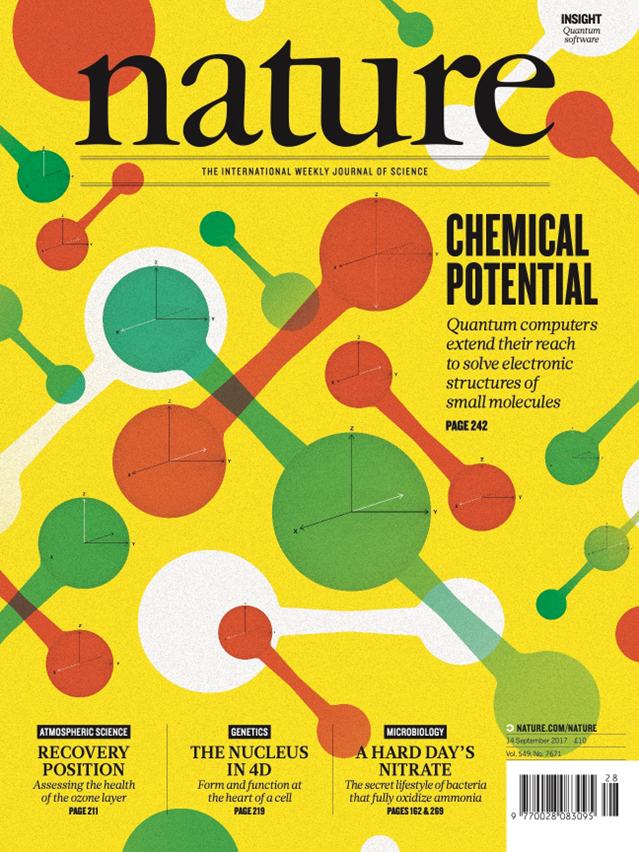 INSIGHT
Quantum
software
nature
THE INTERNATIONAL WEEKLY JOURNAL OF SCIENCE
CHEMICAL
POTENTIAL
Quantum computers
extend their reach
to solve electronic
structures of
small molecules
PAGE 242
ATMOSPHERIC SCIENCE
RECOVERY
POSITION
Assessing the health
of the ozone layer
PAGE 211
GENETICS
THE NUCLEUS
IN 4D
Form and function at
the heart of a cell
PAGE 219
MICROBIOLOGY
A HARD DAY'S
NITRATE
The secret lifestyle of bacteria
that fully oxidize ammonia
PAGES 162 & 269
NATURE.COM/NATURE
14 September 2017 £10
Vol. 549, No. 7671
28
9 770028 083095